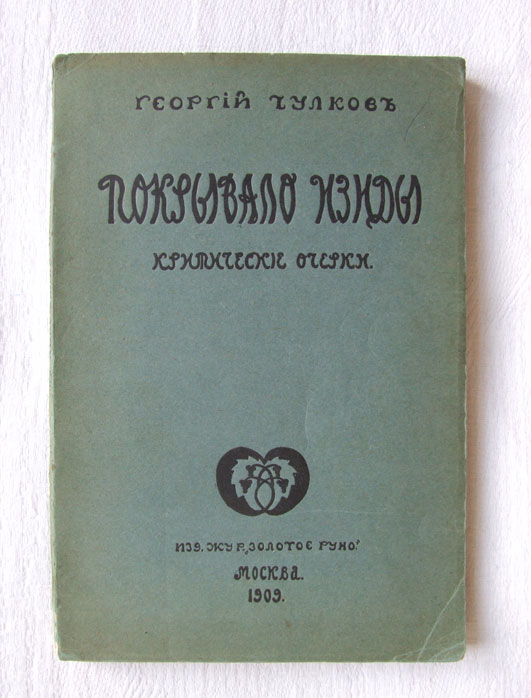 ГЕОРГІЙ ЧУЛКОВЪ
ПОКРЫВАЛО ИЗИДЫ
КРИТИЧЕСКІЕ ОЧЕРКИ.
ИЗД. ЖУР. „ЗОЛОТОЕ РУНО."
МОСКВА.
1909.